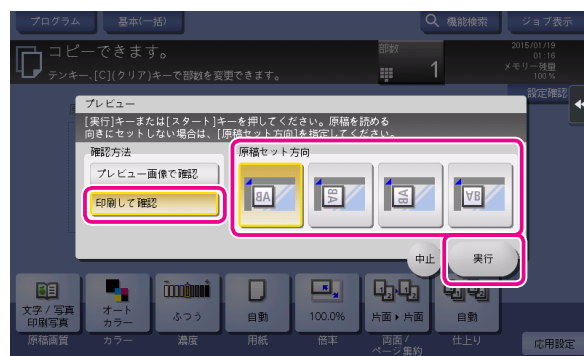 プログラム
基本(一括)
機能検索
ジョブ表示
コピーできます。
部数
2015/01/19
01:16
メモリー残量
100 %
テンキー,[C](クリア)キーで部数を変更できます。
1
設定確認
プレビュー
[実行]キーまたは[スタート]キーを押してください。原稿を読める
向きにセットしない場合は、[原稿セット方向]を指定してください。
確認方法
原稿セット方向
プレビュー画像で確認
印刷して確認
AB
AB
AB
AB
中止
実行
文字/写真
印刷写真
オート
カラー
ふつう
自動
100.0%
片面▶片面
自動
原稿画質
カラー
濃度
用紙
倍率
両面/
ページ集約
仕上り
応用設定